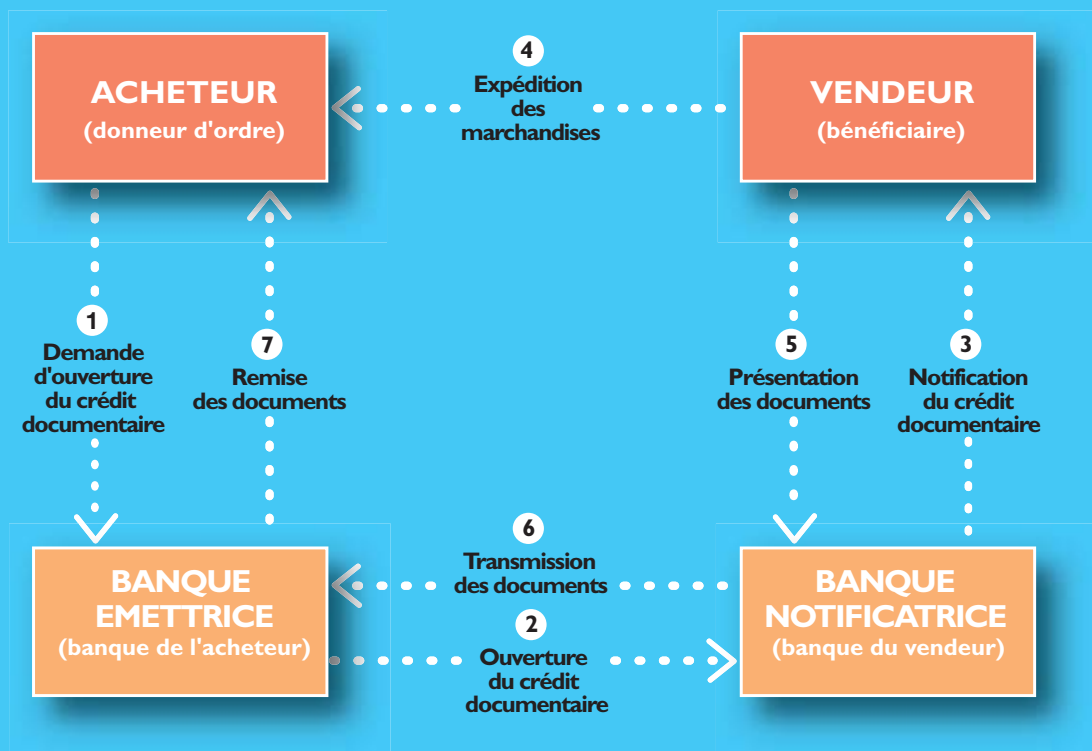 ACHETEUR
(donneur d'ordre)
4
Expédition
des
marchandises
VENDEUR
(bénéficiaire)
1
Demande
d'ouverture
du crédit
documentaire
7
Remise
des documents
5
Présentation
des documents
3
Notification
du crédit
documentaire
BANQUE
EMETTRICE
(banque de l'acheteur)
6
Transmission
des documents
2
Ouverture
du crédit
documentaire
BANQUE
NOTIFICATRICE
(banque du vendeur)